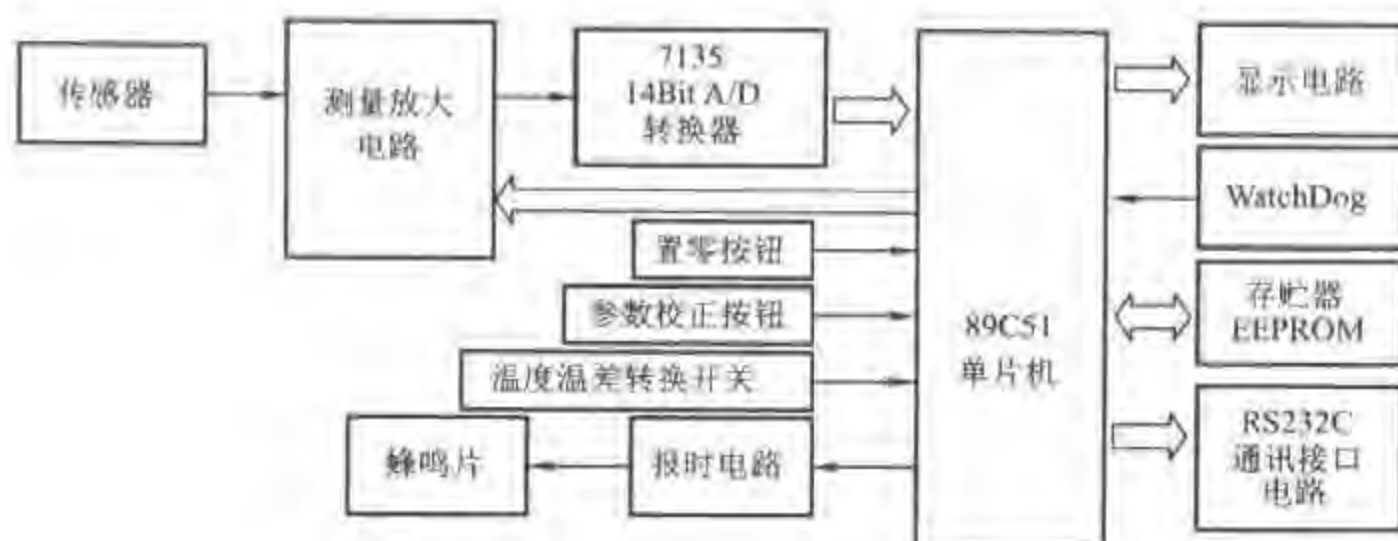 传感器
测量放大
电路
7135
14Bit A/D
转换器
显示电路
WatchDog
置零按钮
参数校正按钮
温度温差转换开关
蜂鸣片
报时电路
89C51
单片机
存贮器
EEPROM
RS232C
通讯接口
电路